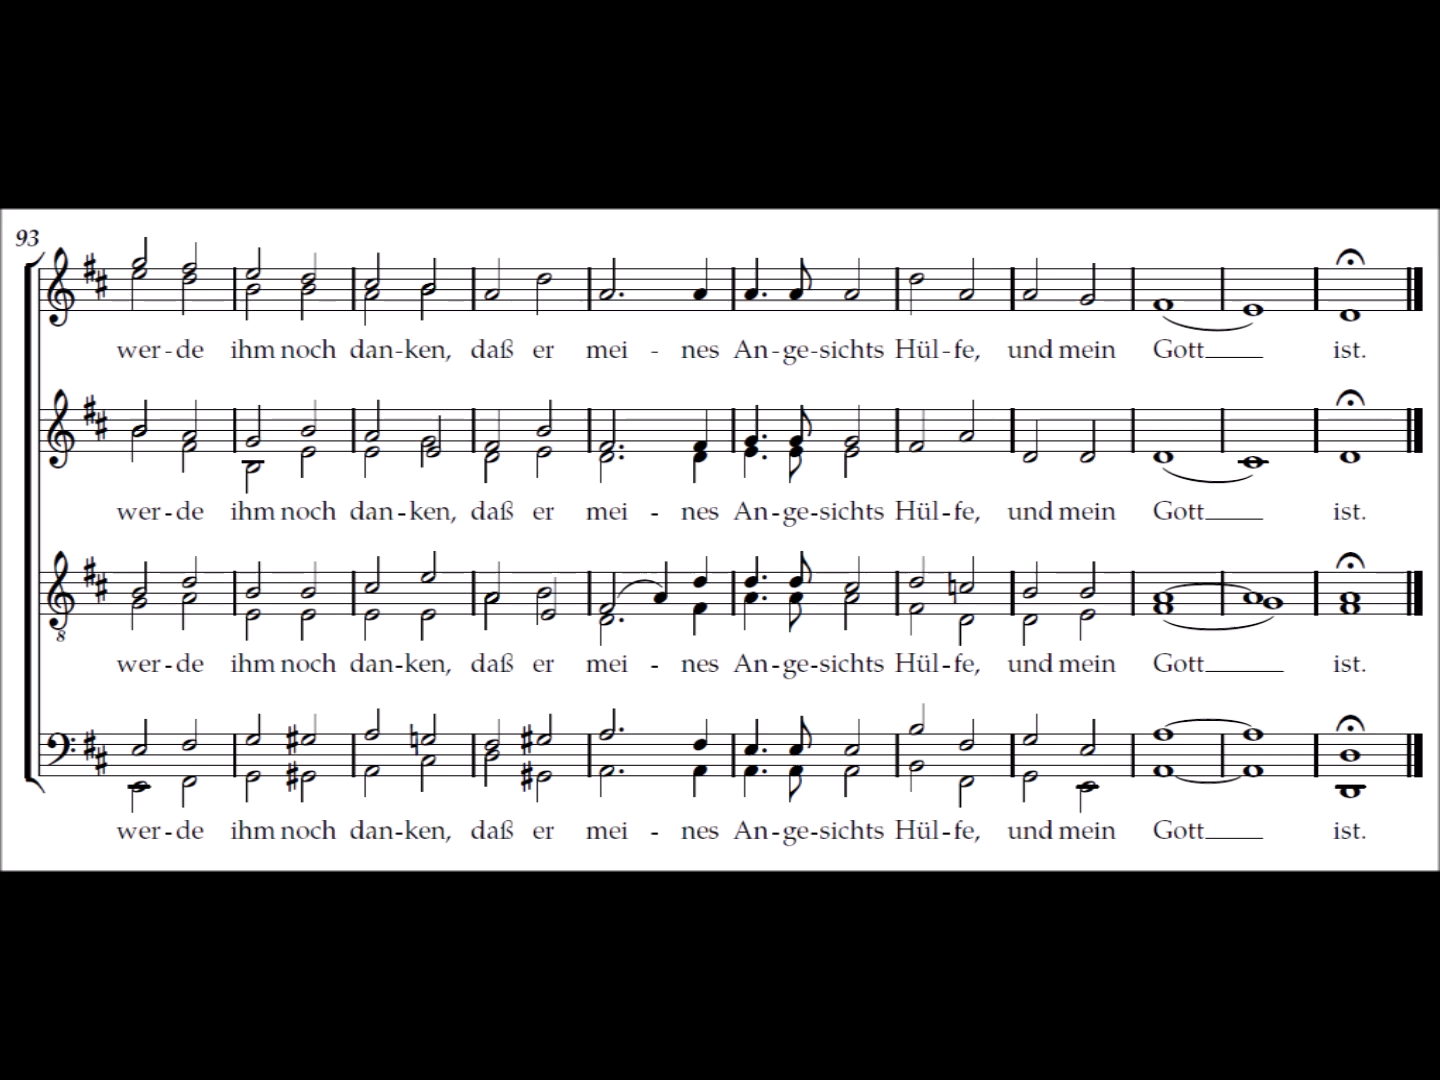 93
wer - de ihm noch dan - ken, daß er mei - nes An - ge - sichts Hül - fe, und mein Gott ist.
wer - de ihm noch dan - ken, daß er mei - nes An - ge - sichts Hül - fe, und mein Gott ist.
8
wer - de ihm noch dan - ken, daß er mei - nes An - ge - sichts Hül - fe, und mein Gott ist.
wer - de ihm noch dan - ken, daß er mei - nes An - ge - sichts Hül - fe, und mein Gott ist.